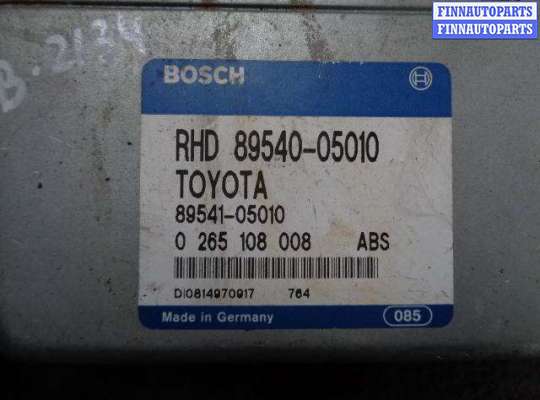 FINNAUTOPARTS
FINNAUTOPARTS
B.2134
BOSCH
RHD 89540-05010
TOYOTA
89541-05010
0 265 108 008 ABS
DI0814970917 764
Made in Germany 085